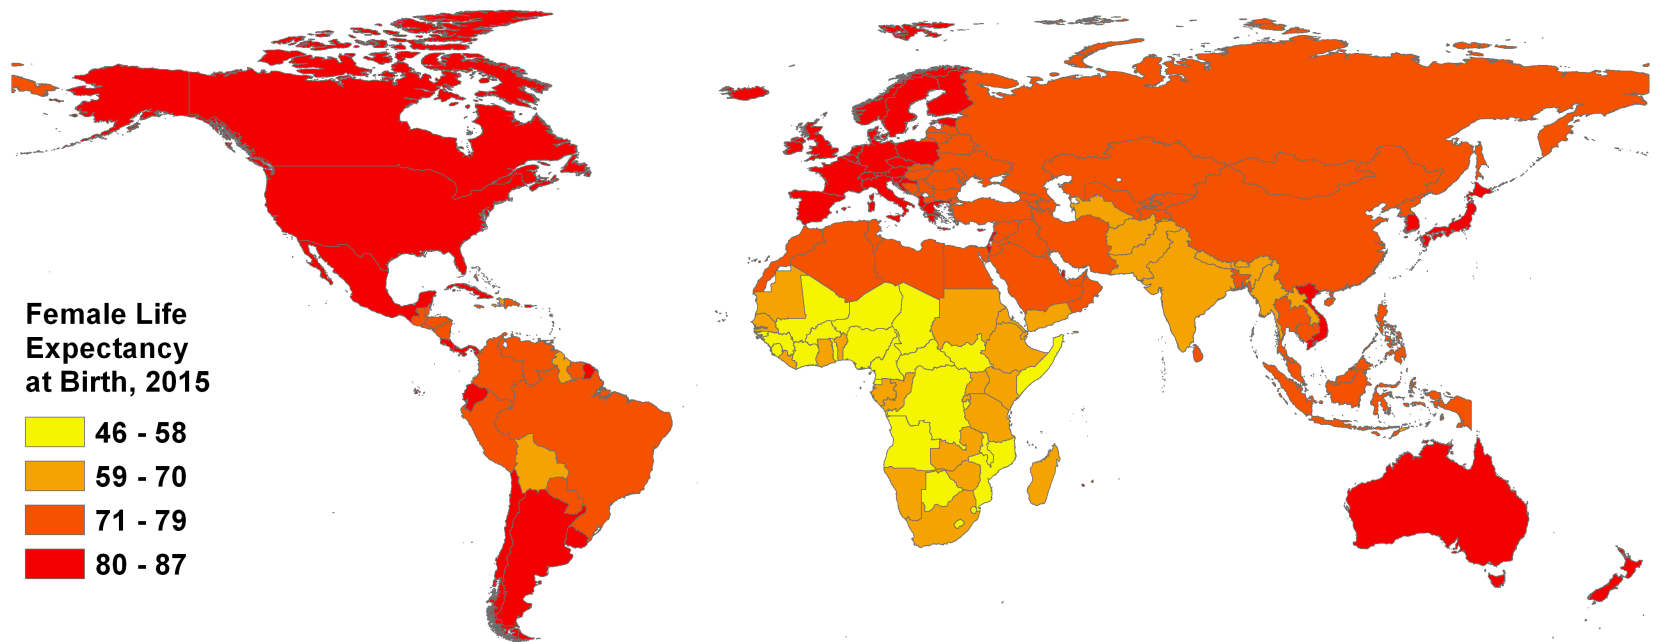 Female Life
Expectancy
at Birth, 2015
46 - 58
59 - 70
71 - 79
80 - 87